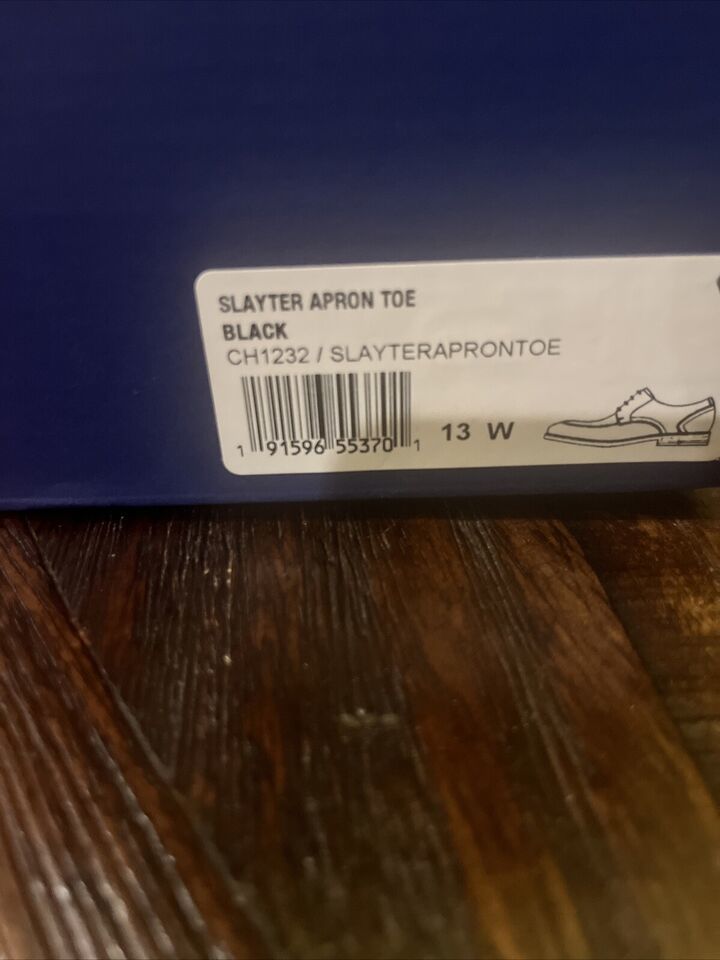 SLAYTER APRON TOE
BLACK
CH1232 / SLAYTERAPRONTOE
1 91596 55370 1
13 W